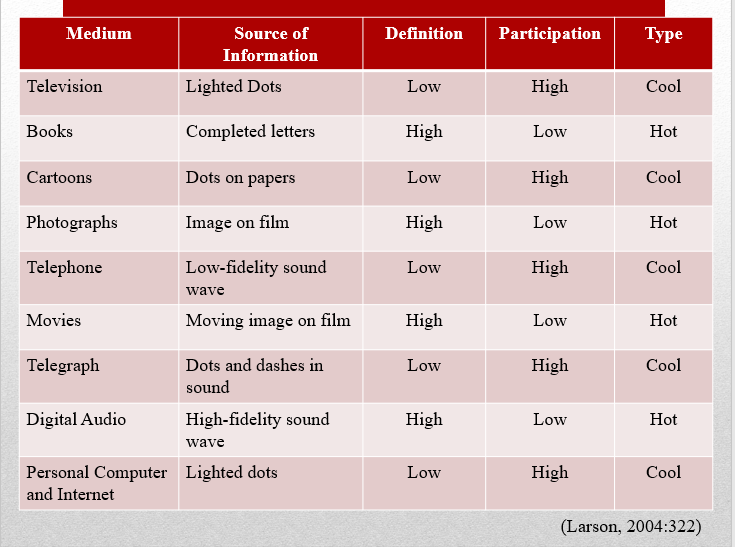 Medium Source of Information Definition Participation Type
Television Lighted Dots Low High Cool
Books Completed letters High Low Hot
Cartoons Dots on papers Low High Cool
Photographs Image on film High Low Hot
Telephone Low-fidelity sound wave Low High Cool
Movies Moving image on film High Low Hot
Telegraph Dots and dashes in sound Low High Cool
Digital Audio High-fidelity sound wave High Low Hot
Personal Computer and Internet Lighted dots Low High Cool
(Larson, 2004:322)